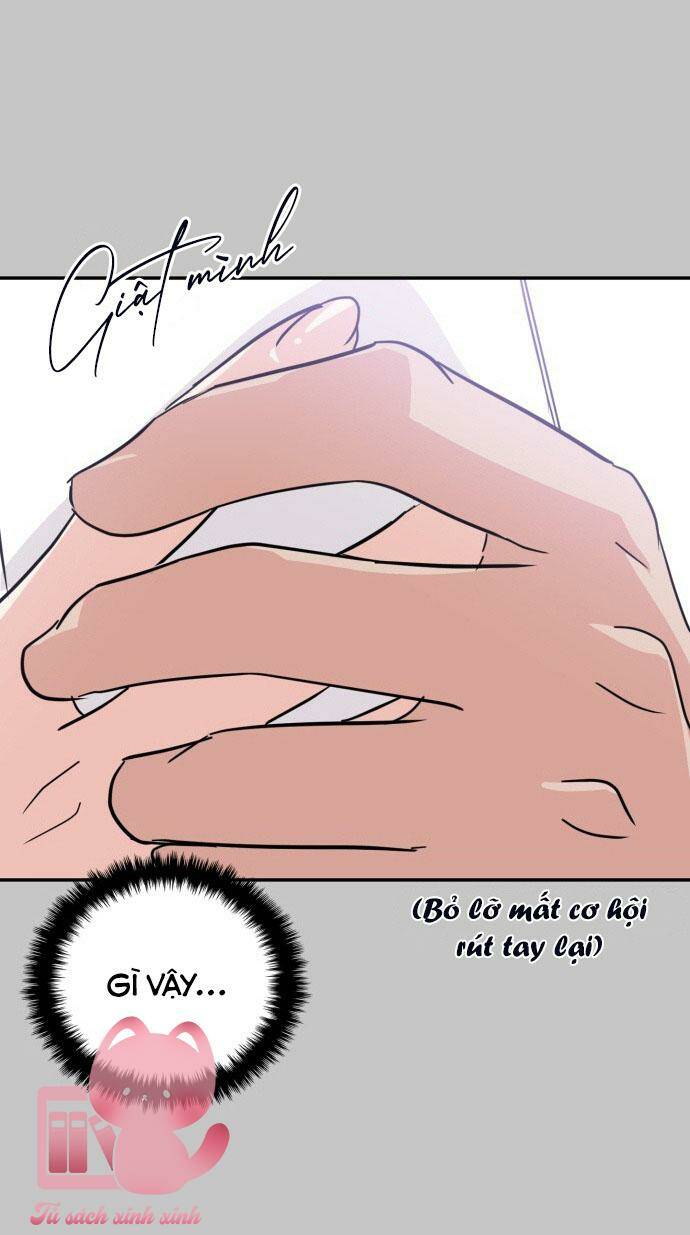 Giật mình
(Bỏ lỡ mất cơ hội
rút tay lại)
GÌ VẬY...
Tủ sách xinh xinh